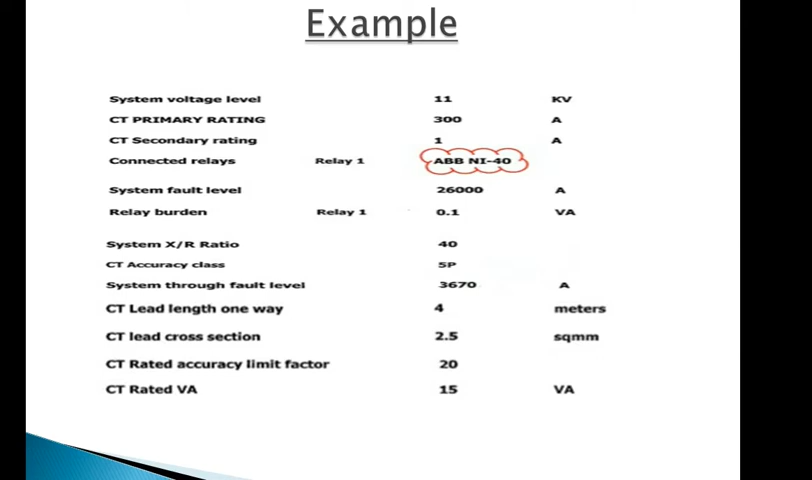 Example
System voltage level 11 KV
CT PRIMARY RATING 300 A
CT Secondary rating 1 A
Connected relays Relay 1 ABB NI-40
System fault level 26000 A
Relay burden Relay 1 0.1 VA
System X/R Ratio 40
CT Accuracy class 5P
System through fault level 3670 A
CT Lead length one way 4 meters
CT lead cross section 2.5 sqmm
CT Rated accuracy limit factor 20
CT Rated VA 15 VA